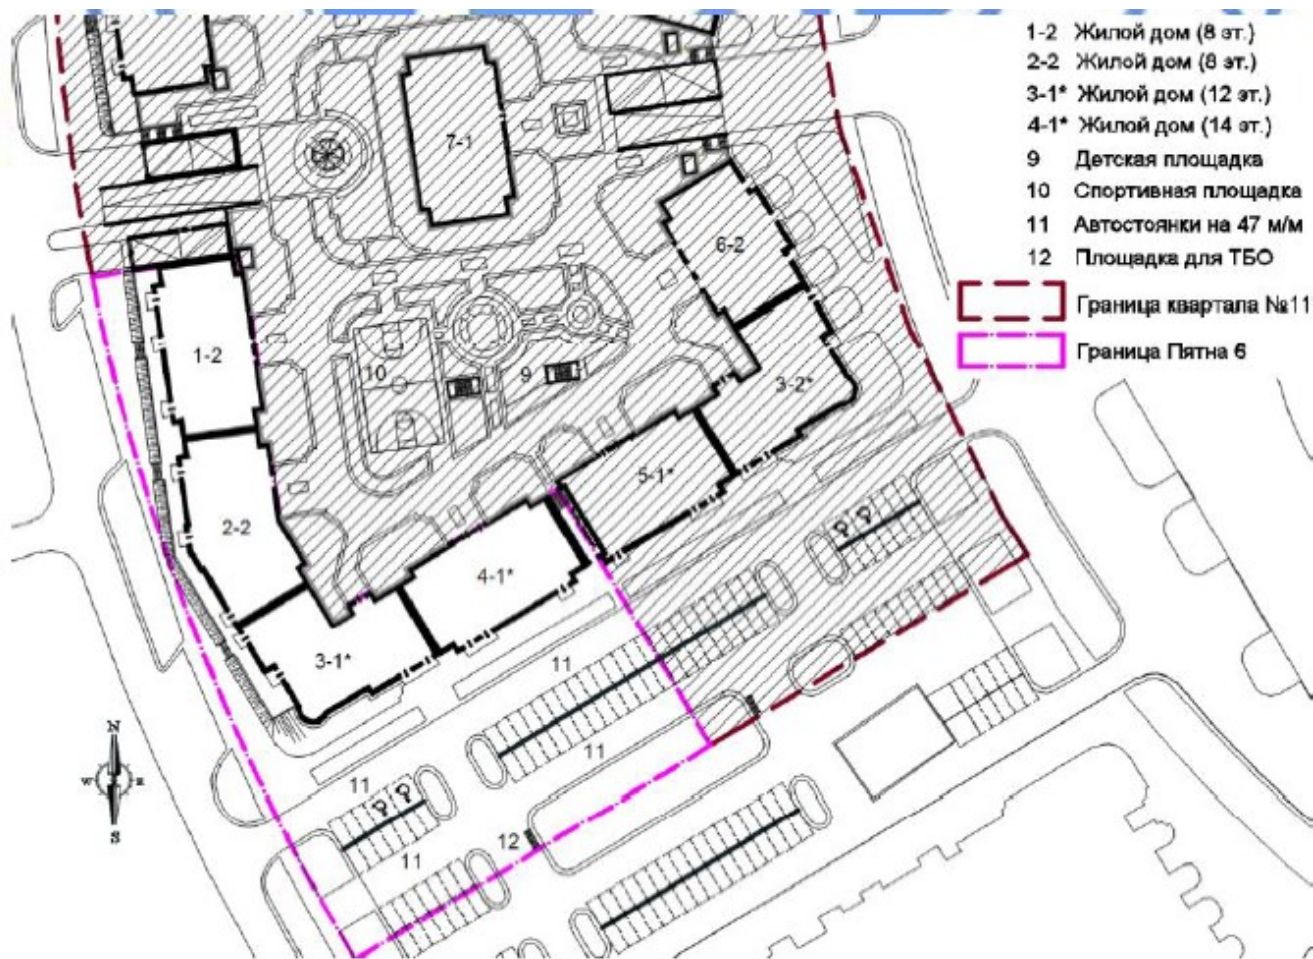 1-2 Жилой дом (8 эт.)
2-2 Жилой дом (8 эт.)
3-1* Жилой дом (12 эт.)
4-1* Жилой дом (14 эт.)
9 Детская площадка
10 Спортивная площадка
11 Автостоянки на 47 м/м
12 Площадка для ТБО
Граница квартала №11
Граница Пятна 6
7-1
6-2
1-2
10
9
3-2*
5-1*
2-2
4-1*
3-1*
11
11
11
12
11
N
W E
S